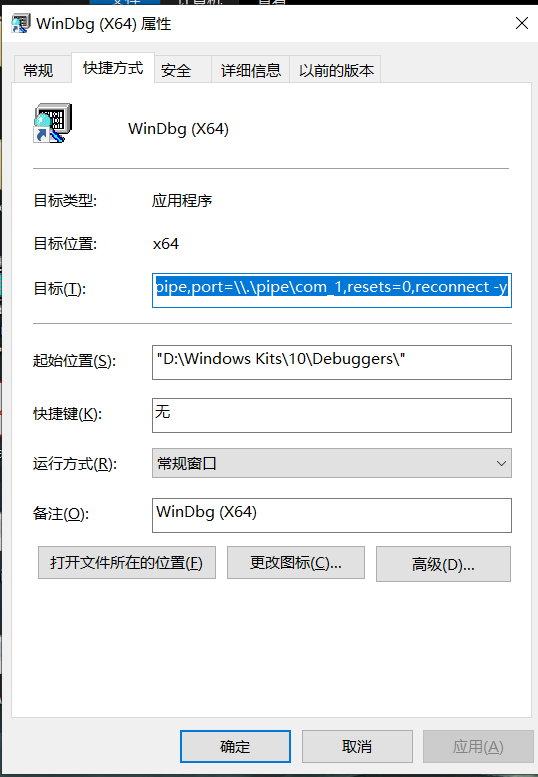 WinDbg (X64) 属性
常规 快捷方式 安全 详细信息 以前的版本
WinDbg (X64)
目标类型: 应用程序
目标位置: x64
目标(T): pipe,port=\\.\pipe\com_1,resets=0,reconnect -y
起始位置(S): "D:\Windows Kits\10\Debuggers\"
快捷键(K): 无
运行方式(R): 常规窗口
备注(O): WinDbg (X64)
打开文件所在的位置(F) 更改图标(C)... 高级(D)...
确定 取消 应用(A)